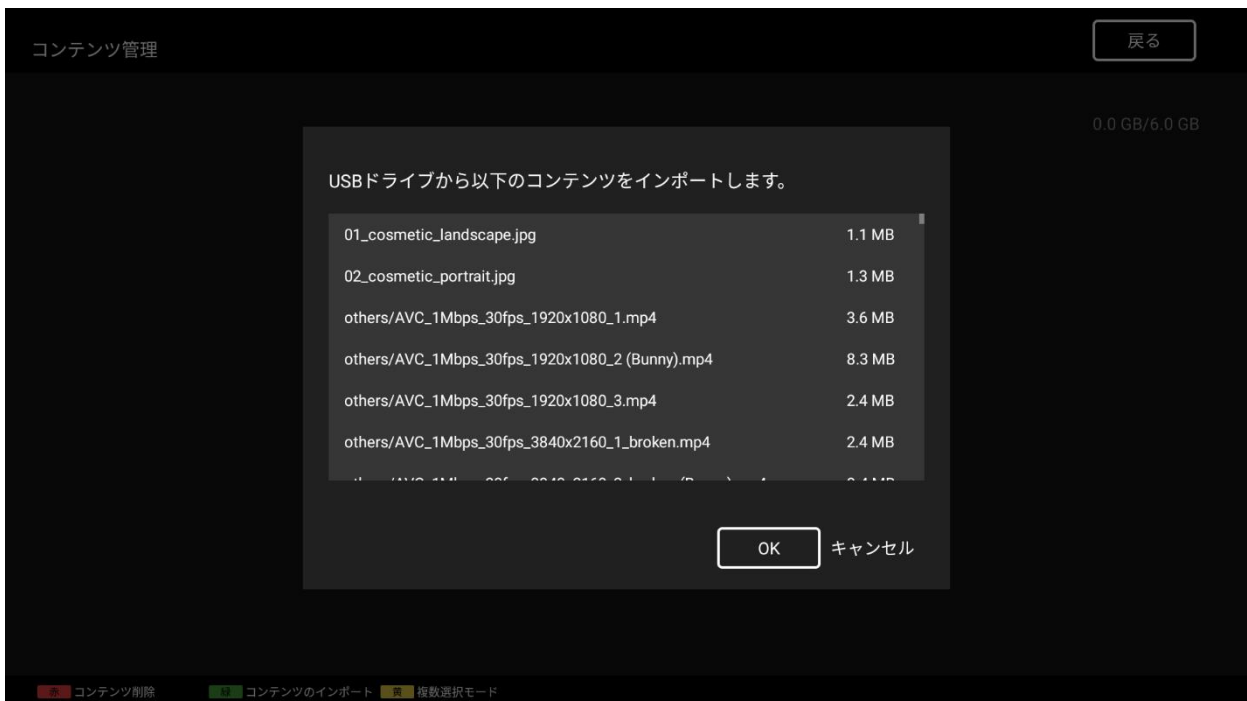 コンテンツ管理
戻る
0.0 GB/6.0 GB
USBドライブから以下のコンテンツをインポートします。
01_cosmetic_landscape.jpg 1.1 MB
02_cosmetic_portrait.jpg 1.3 MB
others/AVC_1Mbps_30fps_1920x1080_1.mp4 3.6 MB
others/AVC_1Mbps_30fps_1920x1080_2 (Bunny).mp4 8.3 MB
others/AVC_1Mbps_30fps_1920x1080_3.mp4 2.4 MB
others/AVC_1Mbps_30fps_3840x2160_1_broken.mp4 2.4 MB
OK キャンセル
赤 コンテンツ削除 緑 コンテンツのインポート 黄 複数選択モード